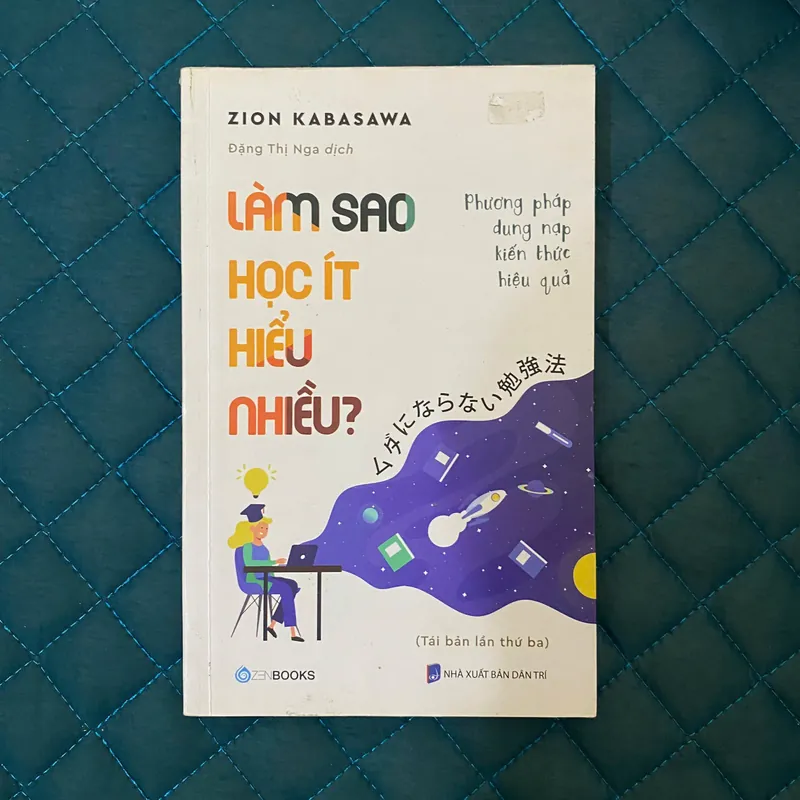 ZION KABASAWA
Đặng Thị Nga dịch
LÀM SAO
HỌC ÍT
HIỂU
NHIỀU?
Phương pháp
dung nạp
kiến thức
hiệu quả
ムダにならない勉強法
(Tái bản lần thứ ba)
ZENBOOKS
NHÀ XUẤT BẢN DÂN TRÍ